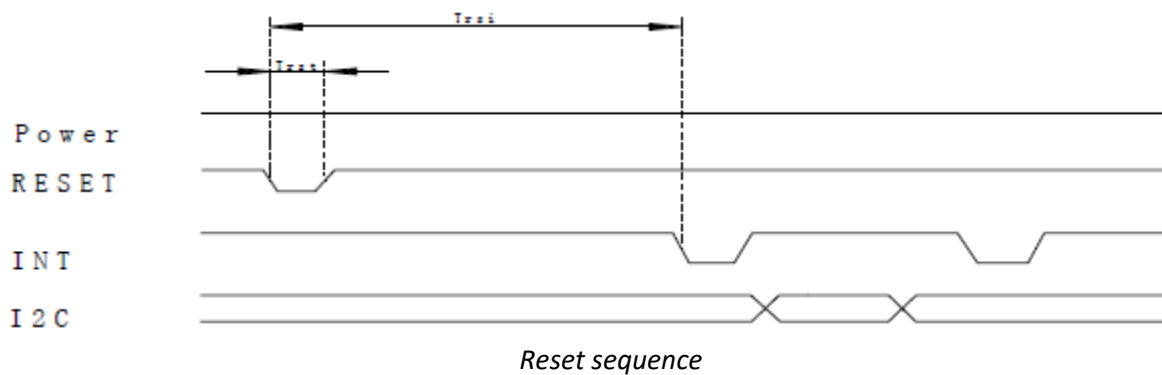 Trsi
Trst
Power
RESET
INT
I2C
Reset sequence